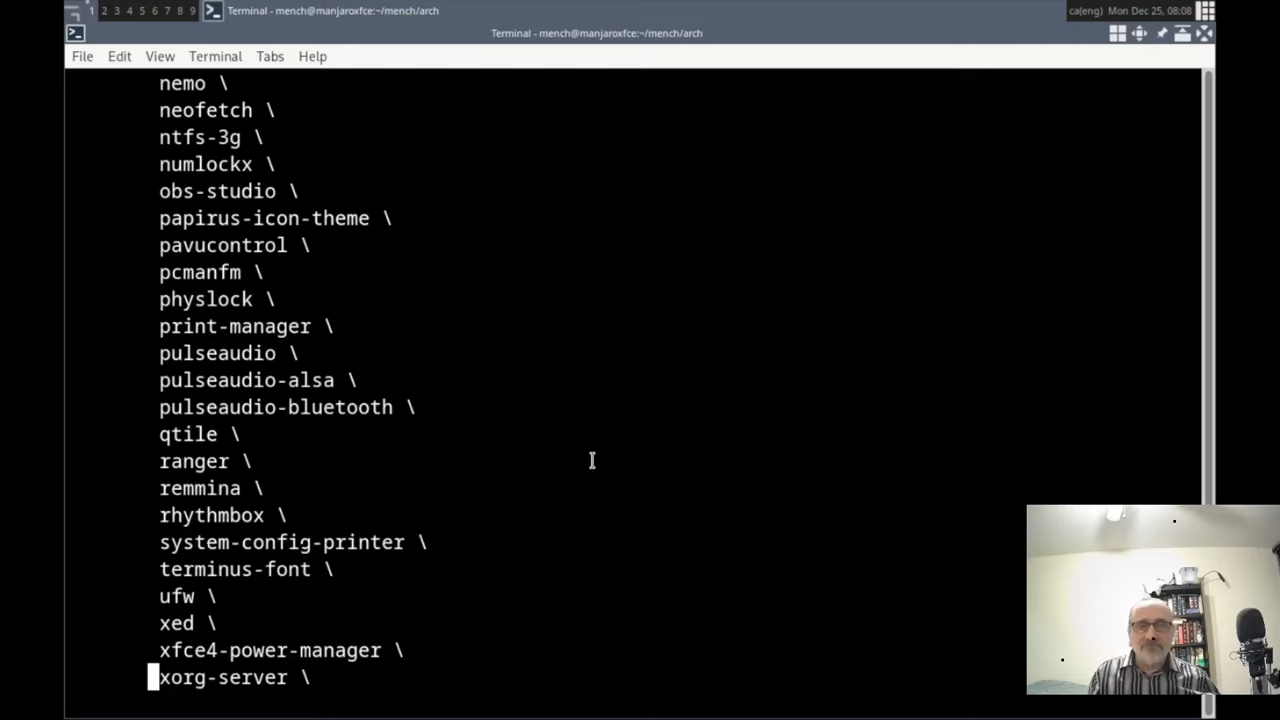 1 2 3 4 5 6 7 8 9 Terminal - mench@manjaroxfce:~/mench/arch ca(eng) Mon Dec 25, 08:08
Terminal - mench@manjaroxfce:~/mench/arch
File Edit View Terminal Tabs Help
nemo \
neofetch \
ntfs-3g \
numlockx \
obs-studio \
papirus-icon-theme \
pavucontrol \
pcmanfm \
physlock \
print-manager \
pulseaudio \
pulseaudio-alsa \
pulseaudio-bluetooth \
qtile \
ranger \
remmina \
rhythmbox \
system-config-printer \
terminus-font \
ufw \
xed \
xfce4-power-manager \
xorg-server \